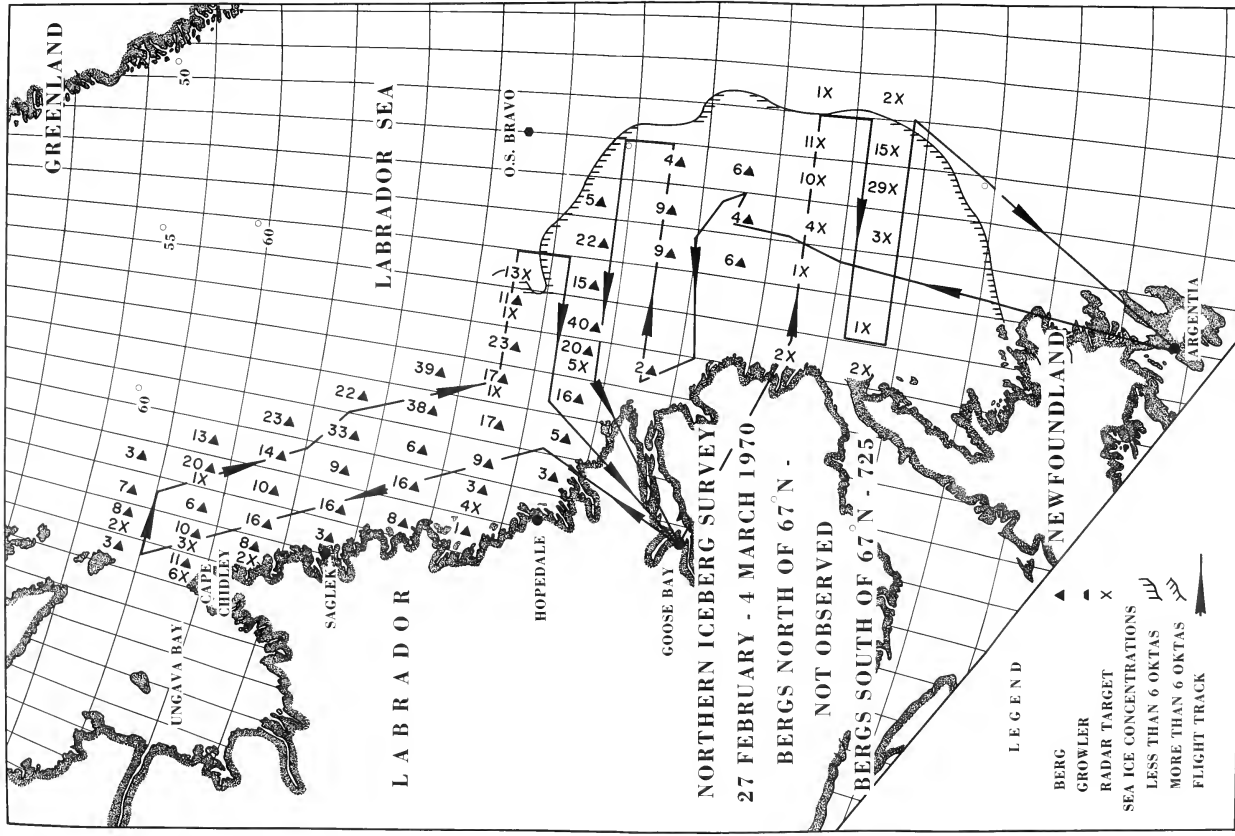 GREENLAND
50
LABRADOR SEA
55
60
O.S. BRAVO
60
3▲
13▲
23▲
22▲
39▲
7▲
20▲
1X
14▲
33▲
38▲
17▲
1X
23▲
11▲
1X
13X
8▲
2X
6▲
10▲
9▲
6▲
17▲
3▲
10▲
3X
16▲
16▲
16▲
9▲
11▲
6X
8▲
2X
3▲
8▲
3▲
4X
1▲
5▲
3▲
5▲
22▲
15▲
40▲
20▲
5X
16▲
4▲
9▲
9▲
2▲
6▲
4▲
6▲
1X
11X
10X
4X
1X
2X
2X
15X
29X
3X
1X
2X
UNGAVA BAY
CAPE
CHIDLEY
SAGLEK
LABRADOR
HOPEDALE
GOOSE BAY
NORTHERN ICEBERG SURVEY
27 FEBRUARY - 4 MARCH 1970
BERGS NORTH OF 67°N -
NOT OBSERVED
BERGS SOUTH OF 67°N - 725
NEWFOUNDLAND
ARGENTIA
LEGEND
BERG ▲
GROWLER
RADAR TARGET X
SEA ICE CONCENTRATIONS
LESS THAN 6 OKTAS
MORE THAN 6 OKTAS
FLIGHT TRACK